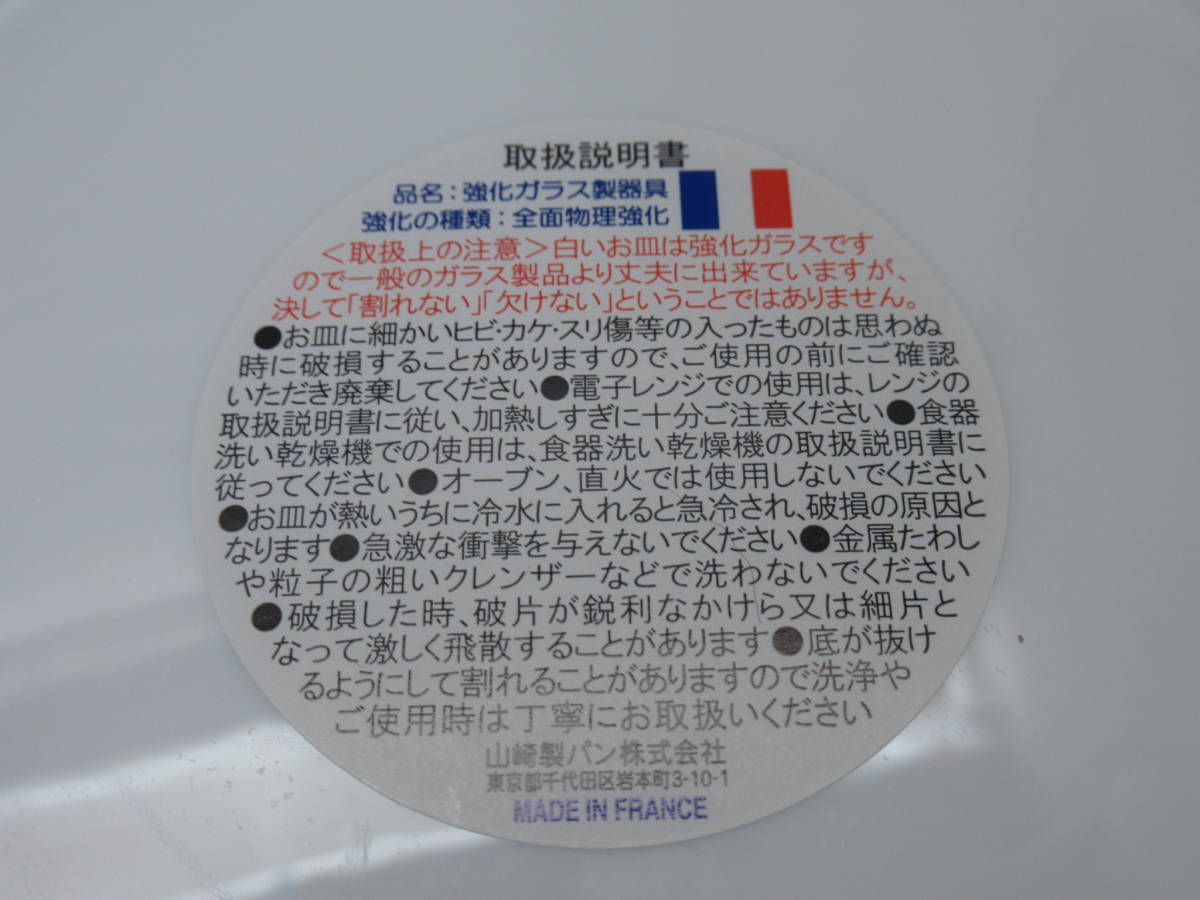 取扱説明書
品名：強化ガラス製器具
強化の種類：全面物理強化
＜取扱上の注意＞白いお皿は強化ガラスです
ので一般のガラス製品より丈夫に出来ていますが、
決して「割れない」「欠けない」ということではありません。
●お皿に細かいヒビ・カケ・スリ傷等の入ったものは思わぬ
時に破損することがありますので、ご使用の前にご確認
いただき廃棄してください●電子レンジでの使用は、レンジの
取扱説明書に従い、加熱しすぎに十分ご注意ください●食器
洗い乾燥機での使用は、食器洗い乾燥機の取扱説明書に
従ってください●オーブン、直火では使用しないでください
●お皿が熱いうちに冷水に入れると急冷され、破損の原因と
なります●急激な衝撃を与えないでください●金属たわし
や粒子の粗いクレンザーなどで洗わないでください
●破損した時、破片が鋭利なかけら又は細片と
なって激しく飛散することがあります●底が抜け
るようにして割れることがありますので洗浄や
ご使用時は丁寧にお取扱いください
山崎製パン株式会社
東京都千代田区岩本町3-10-1
MADE IN FRANCE